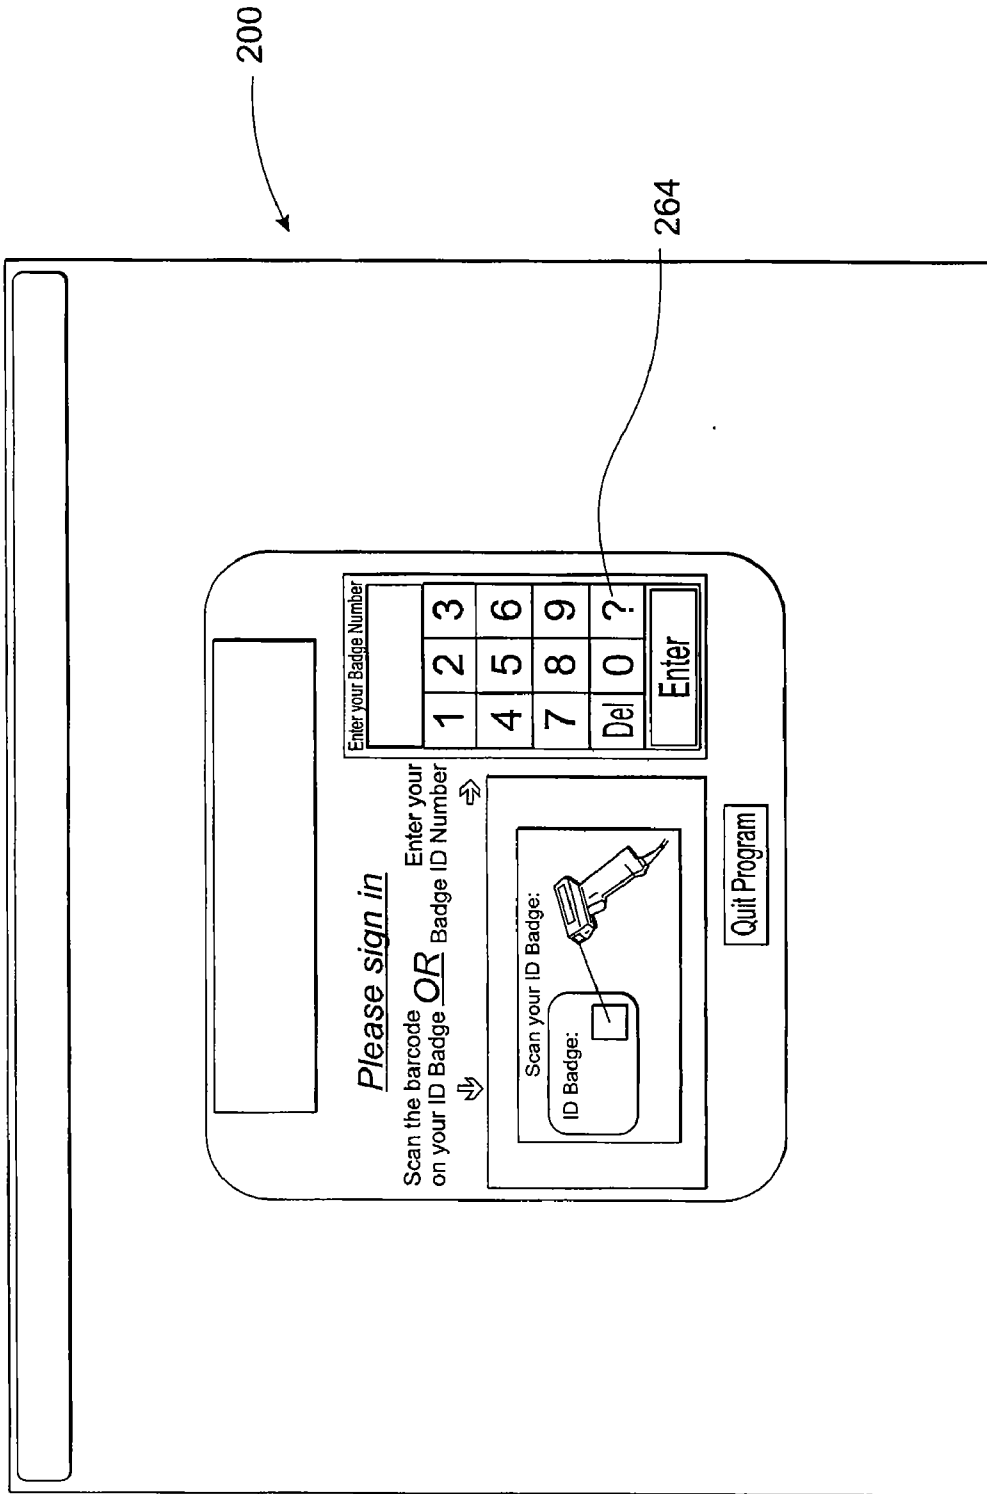 200
Please sign in
Scan the barcode
on your ID Badge
OR
Enter your
Badge ID Number
Enter your Badge Number
1 2 3
4 5 6
7 8 9
Del 0 ?
Enter
264
Scan your ID Badge:
ID Badge:
Quit Program